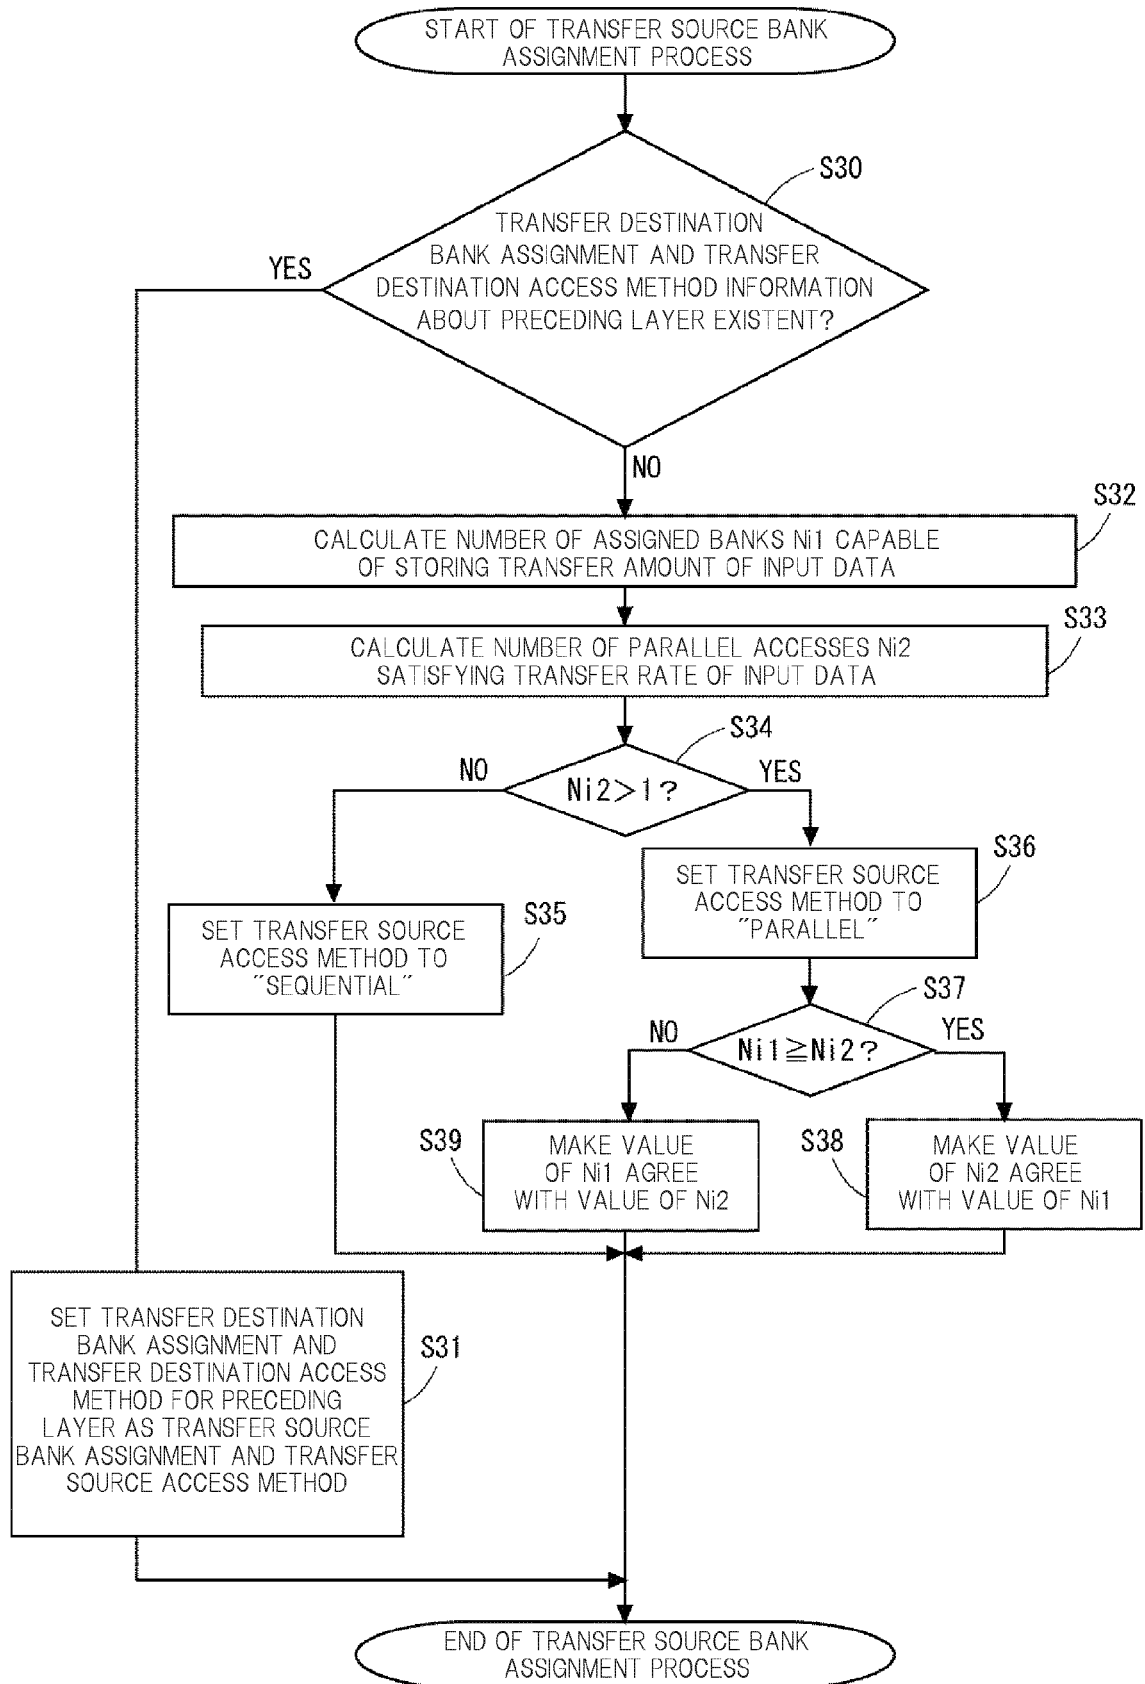 START OF TRANSFER SOURCE BANK
ASSIGNMENT PROCESS
S30
TRANSFER DESTINATION
BANK ASSIGNMENT AND TRANSFER
DESTINATION ACCESS METHOD INFORMATION
ABOUT PRECEDING LAYER EXISTENT?
YES
NO
S32
CALCULATE NUMBER OF ASSIGNED BANKS Ni1 CAPABLE
OF STORING TRANSFER AMOUNT OF INPUT DATA
S33
CALCULATE NUMBER OF PARALLEL ACCESSES Ni2
SATISFYING TRANSFER RATE OF INPUT DATA
S34
NO
Ni2>1?
YES
S36
SET TRANSFER SOURCE
ACCESS METHOD TO
"PARALLEL"
S35
SET TRANSFER SOURCE
ACCESS METHOD TO
"SEQUENTIAL"
S37
NO
Ni1≧Ni2?
YES
S39
MAKE VALUE
OF Ni1 AGREE
WITH VALUE OF Ni2
S38
MAKE VALUE
OF Ni2 AGREE
WITH VALUE OF Ni1
SET TRANSFER DESTINATION
BANK ASSIGNMENT AND
TRANSFER DESTINATION ACCESS
METHOD FOR PRECEDING
LAYER AS TRANSFER SOURCE
BANK ASSIGNMENT AND TRANSFER
SOURCE ACCESS METHOD
S31
END OF TRANSFER SOURCE BANK
ASSIGNMENT PROCESS